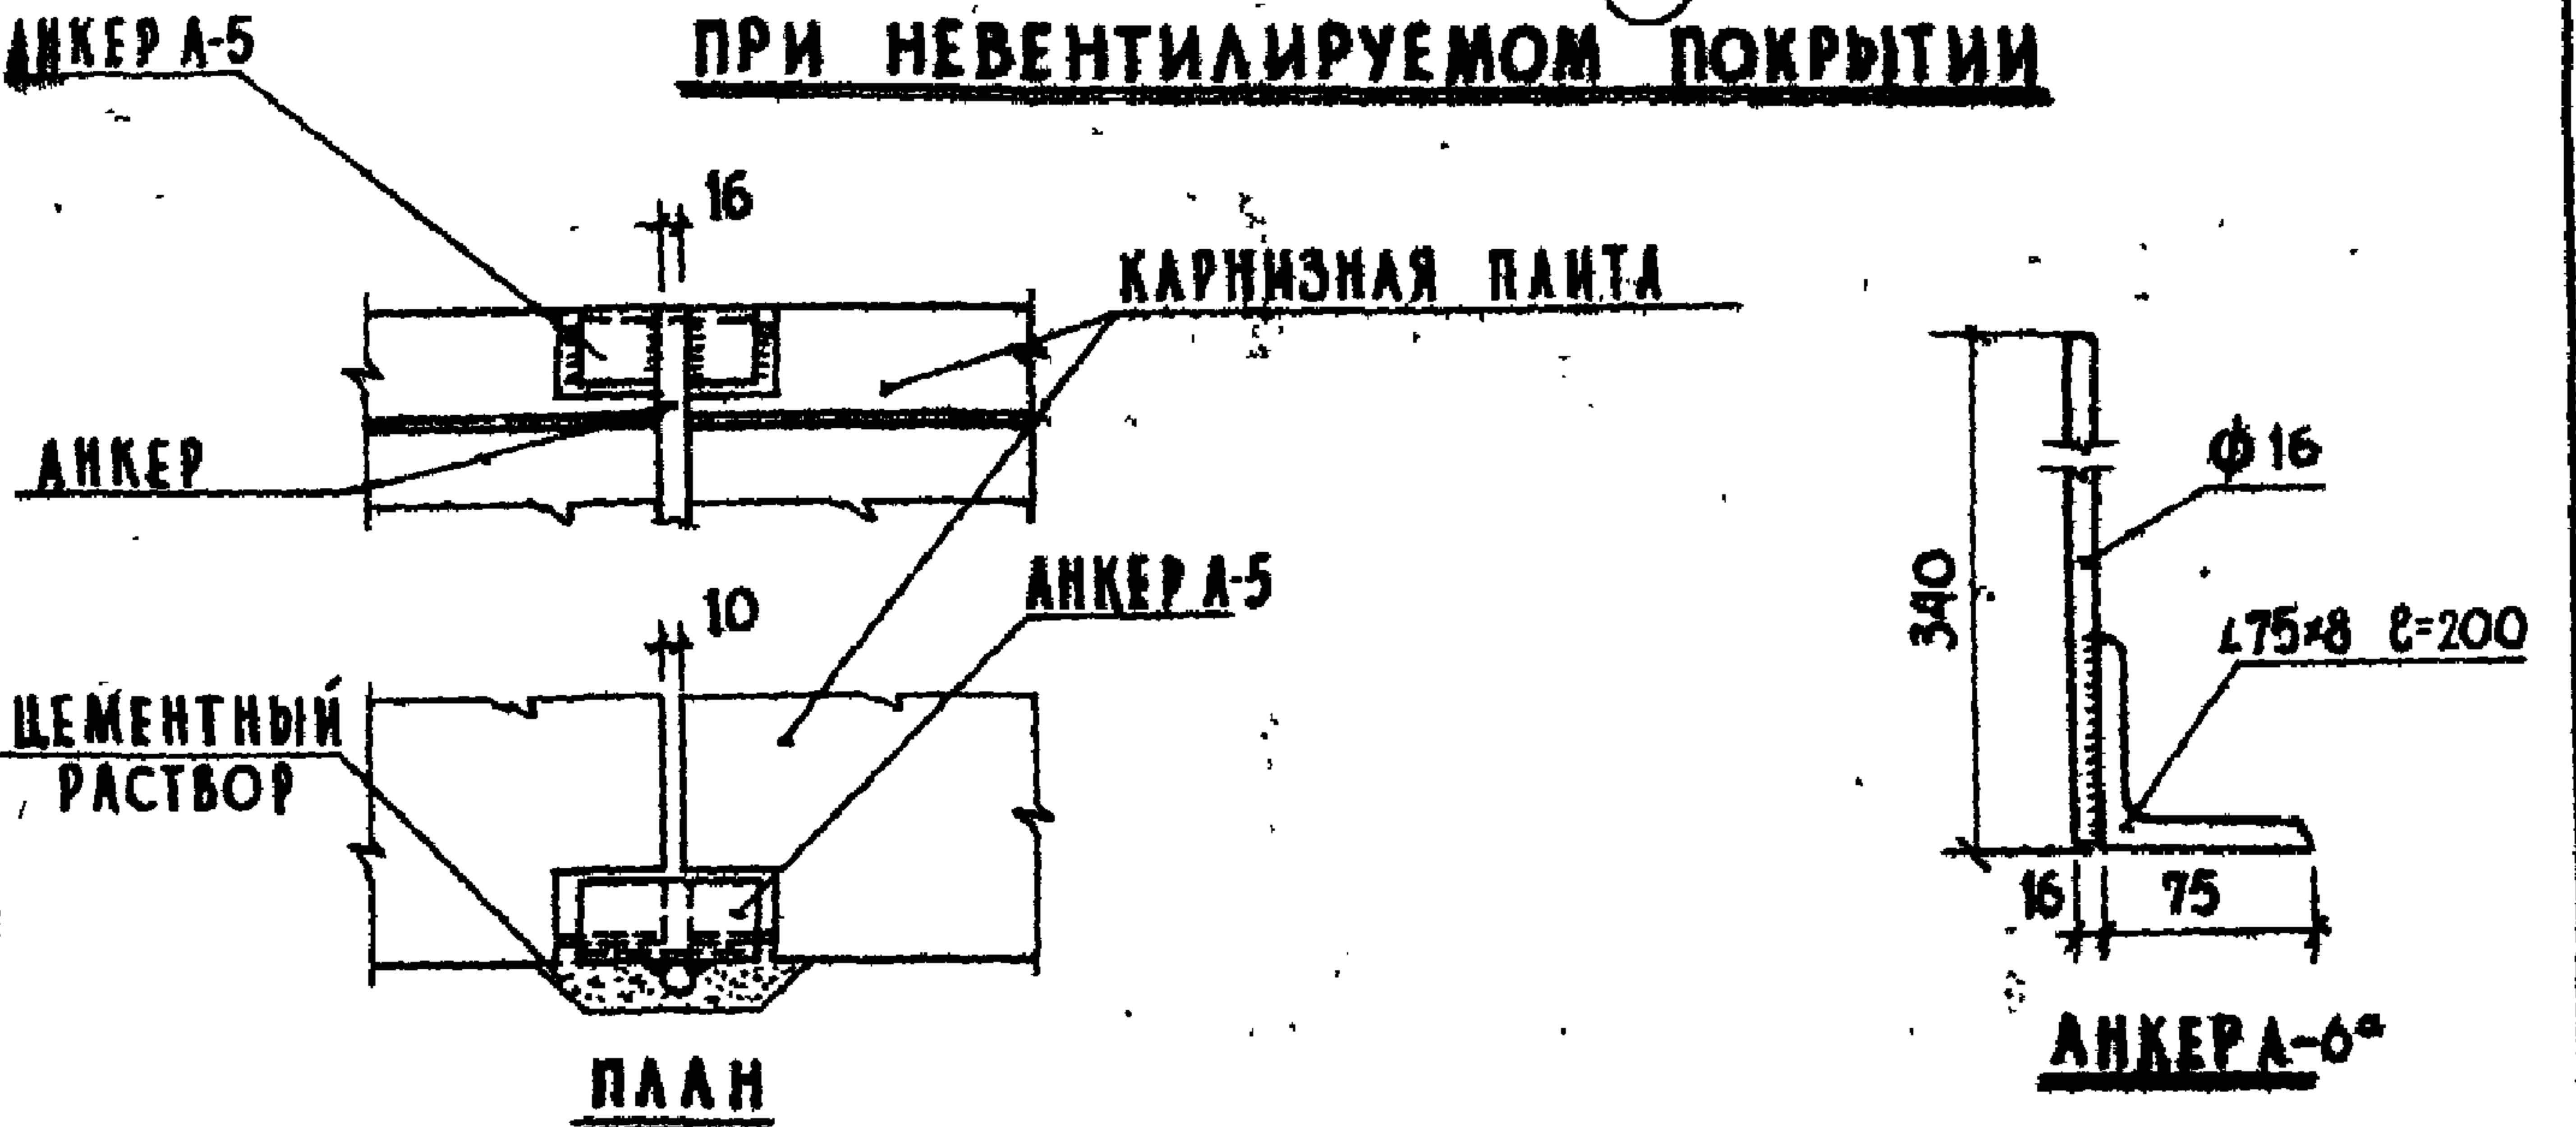 АНКЕР А-5
ПРИ НЕВЕНТИЛИРУЕМОМ ПОКРЫТИИ
16
КАРНИЗНАЯ ПЛИТА
АНКЕР
10
АНКЕР А-5
ЦЕМЕНТНЫЙ
РАСТВОР
ПЛАН
340
ф 16
∟75×8 ℓ=200
16
75
АНКЕР А-6ª